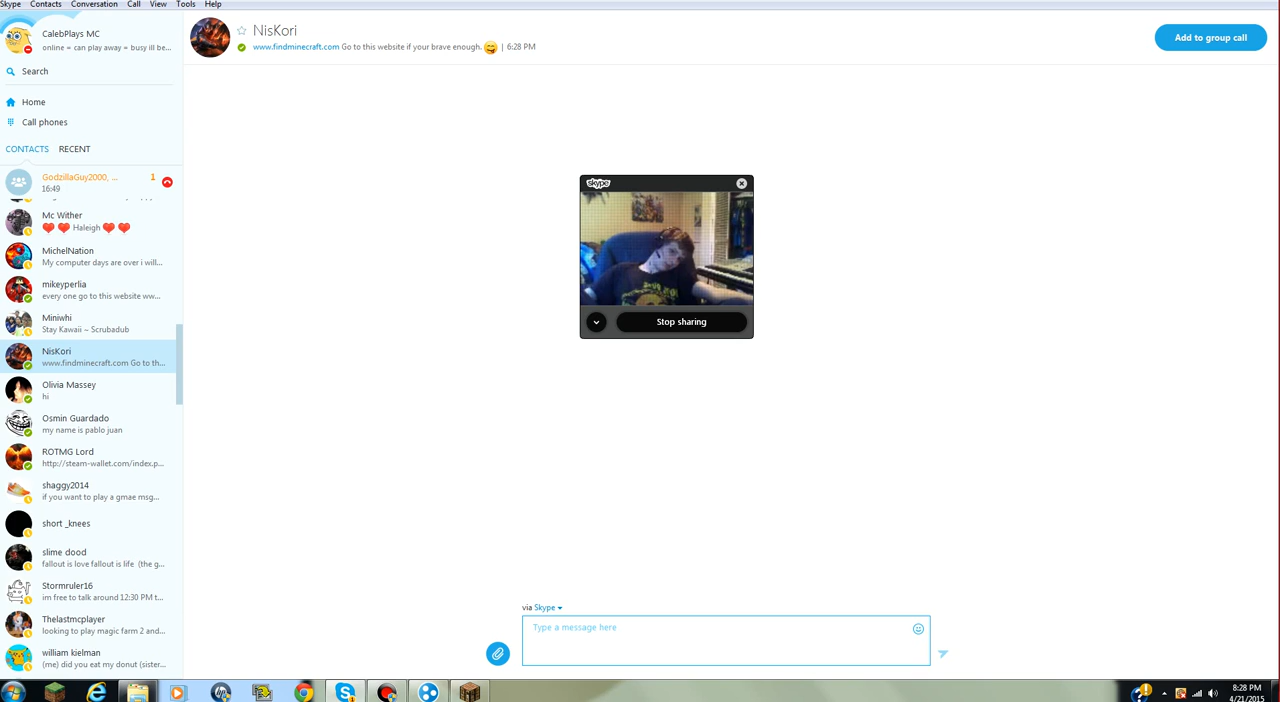 Skype Contacts Conversation Call View Tools Help
CalebPlays MC
online = can play away = busy ill be...
Search
Home
Call phones
CONTACTS RECENT
GodzillaGuy2000, ... 1
16:49
Mc Wither
Haleigh
MichelNation
My computer days are over i will...
mikeyperlia
every one go to this website ww...
Miniwhi
Stay Kawaii ~ Scrubadub
NisKori
www.findminecraft.com Go to th...
Olivia Massey
hi
Osmin Guardado
my name is pablo juan
ROTMG Lord
http://steam-wallet.com/index.p...
shaggy2014
if you want to play a gmae msg...
short _knees
slime dood
fallout is love fallout is life (the g...
Stormruler16
im free to talk around 12:30 PM t...
Thelastmcplayer
looking to play magic farm 2 and...
william kielman
(me) did you eat my donut (sister...
NisKori
www.findminecraft.com Go to this website if your brave enough. | 6:28 PM
Add to group call
skype
Stop sharing
via Skype
Type a message here
8:28 PM
4/21/2015